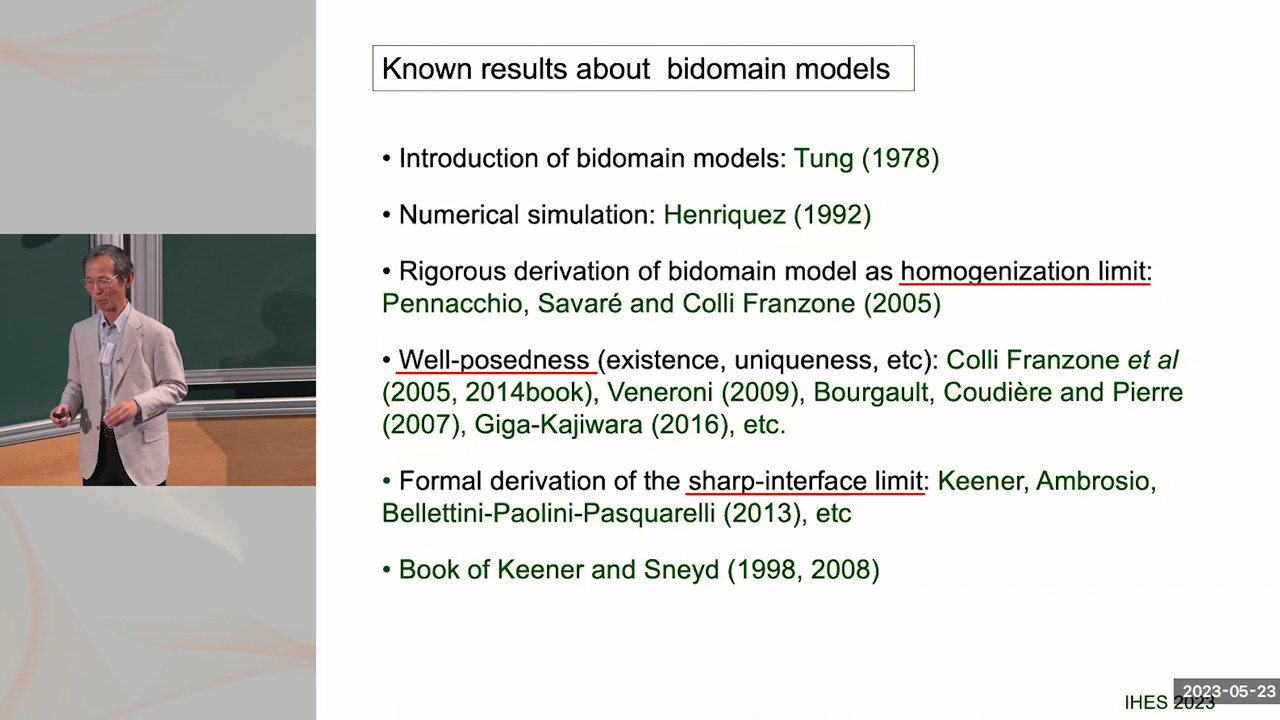 Known results about bidomain models
• Introduction of bidomain models: Tung (1978)
• Numerical simulation: Henriquez (1992)
• Rigorous derivation of bidomain model as homogenization limit:
Pennacchio, Savaré and Colli Franzone (2005)
• Well-posedness (existence, uniqueness, etc): Colli Franzone et al
(2005, 2014book), Veneroni (2009), Bourgault, Coudière and Pierre
(2007), Giga-Kajiwara (2016), etc.
• Formal derivation of the sharp-interface limit: Keener, Ambrosio,
Bellettini-Paolini-Pasquarelli (2013), etc
• Book of Keener and Sneyd (1998, 2008)
2023-05-23
IHES 2023